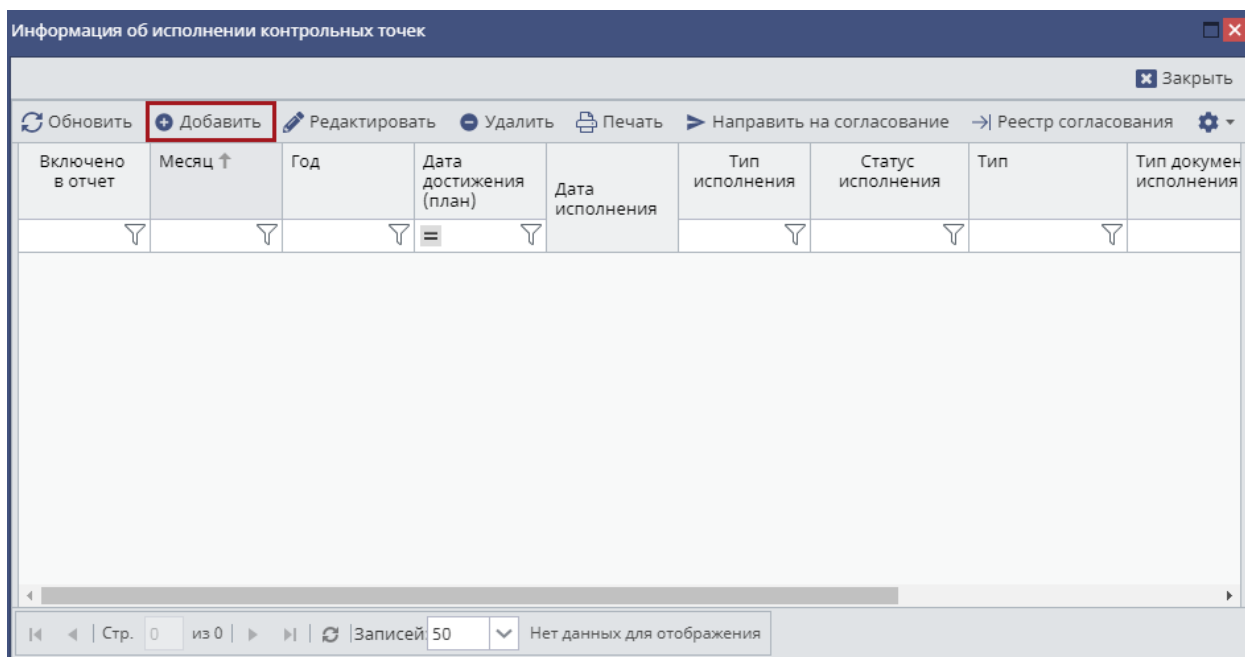 Информация об исполнении контрольных точек
Закрыть
Обновить Добавить Редактировать Удалить Печать Направить на согласование Реестр согласования
Включено
в отчет
Месяц
Год
Дата
достижения
(план)
Дата
исполнения
Тип
исполнения
Статус
исполнения
Тип
Тип докумен
исполнения
=
Стр. 0 из 0 Записей: 50 Нет данных для отображения